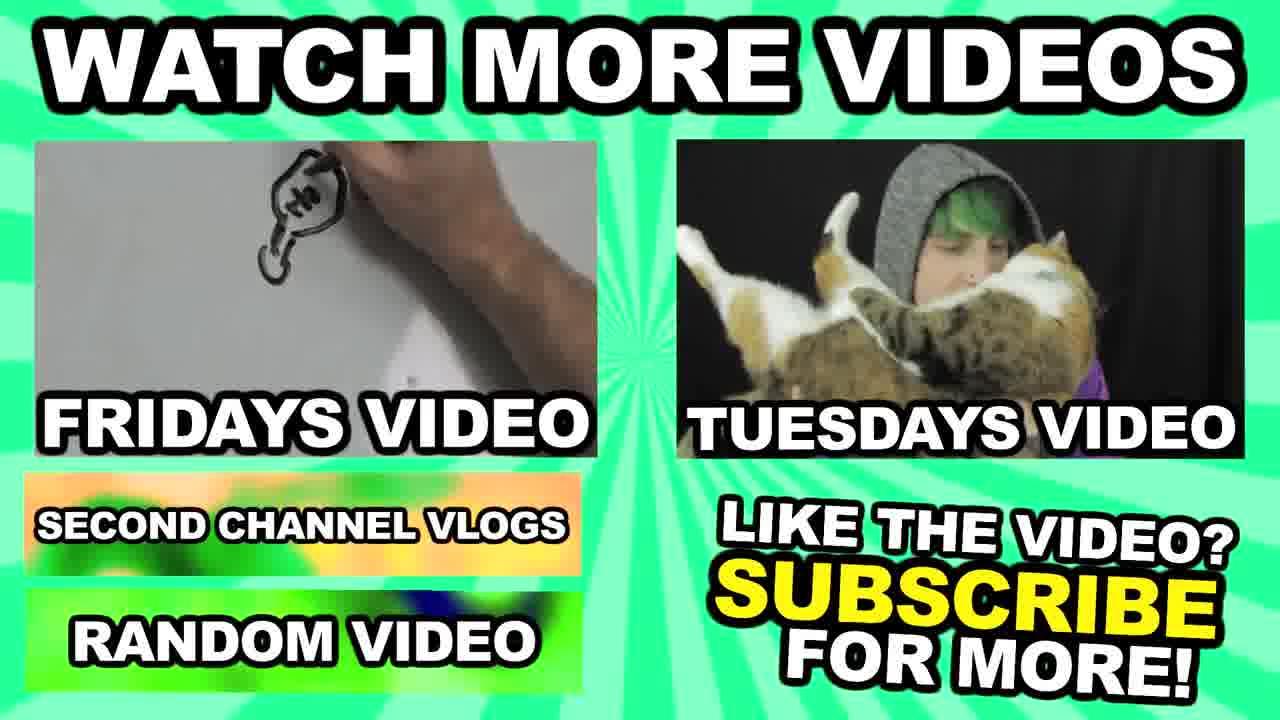 WATCH MORE VIDEOS
FRIDAYS VIDEO
TUESDAYS VIDEO
SECOND CHANNEL VLOGS
RANDOM VIDEO
LIKE THE VIDEO?
SUBSCRIBE
FOR MORE!